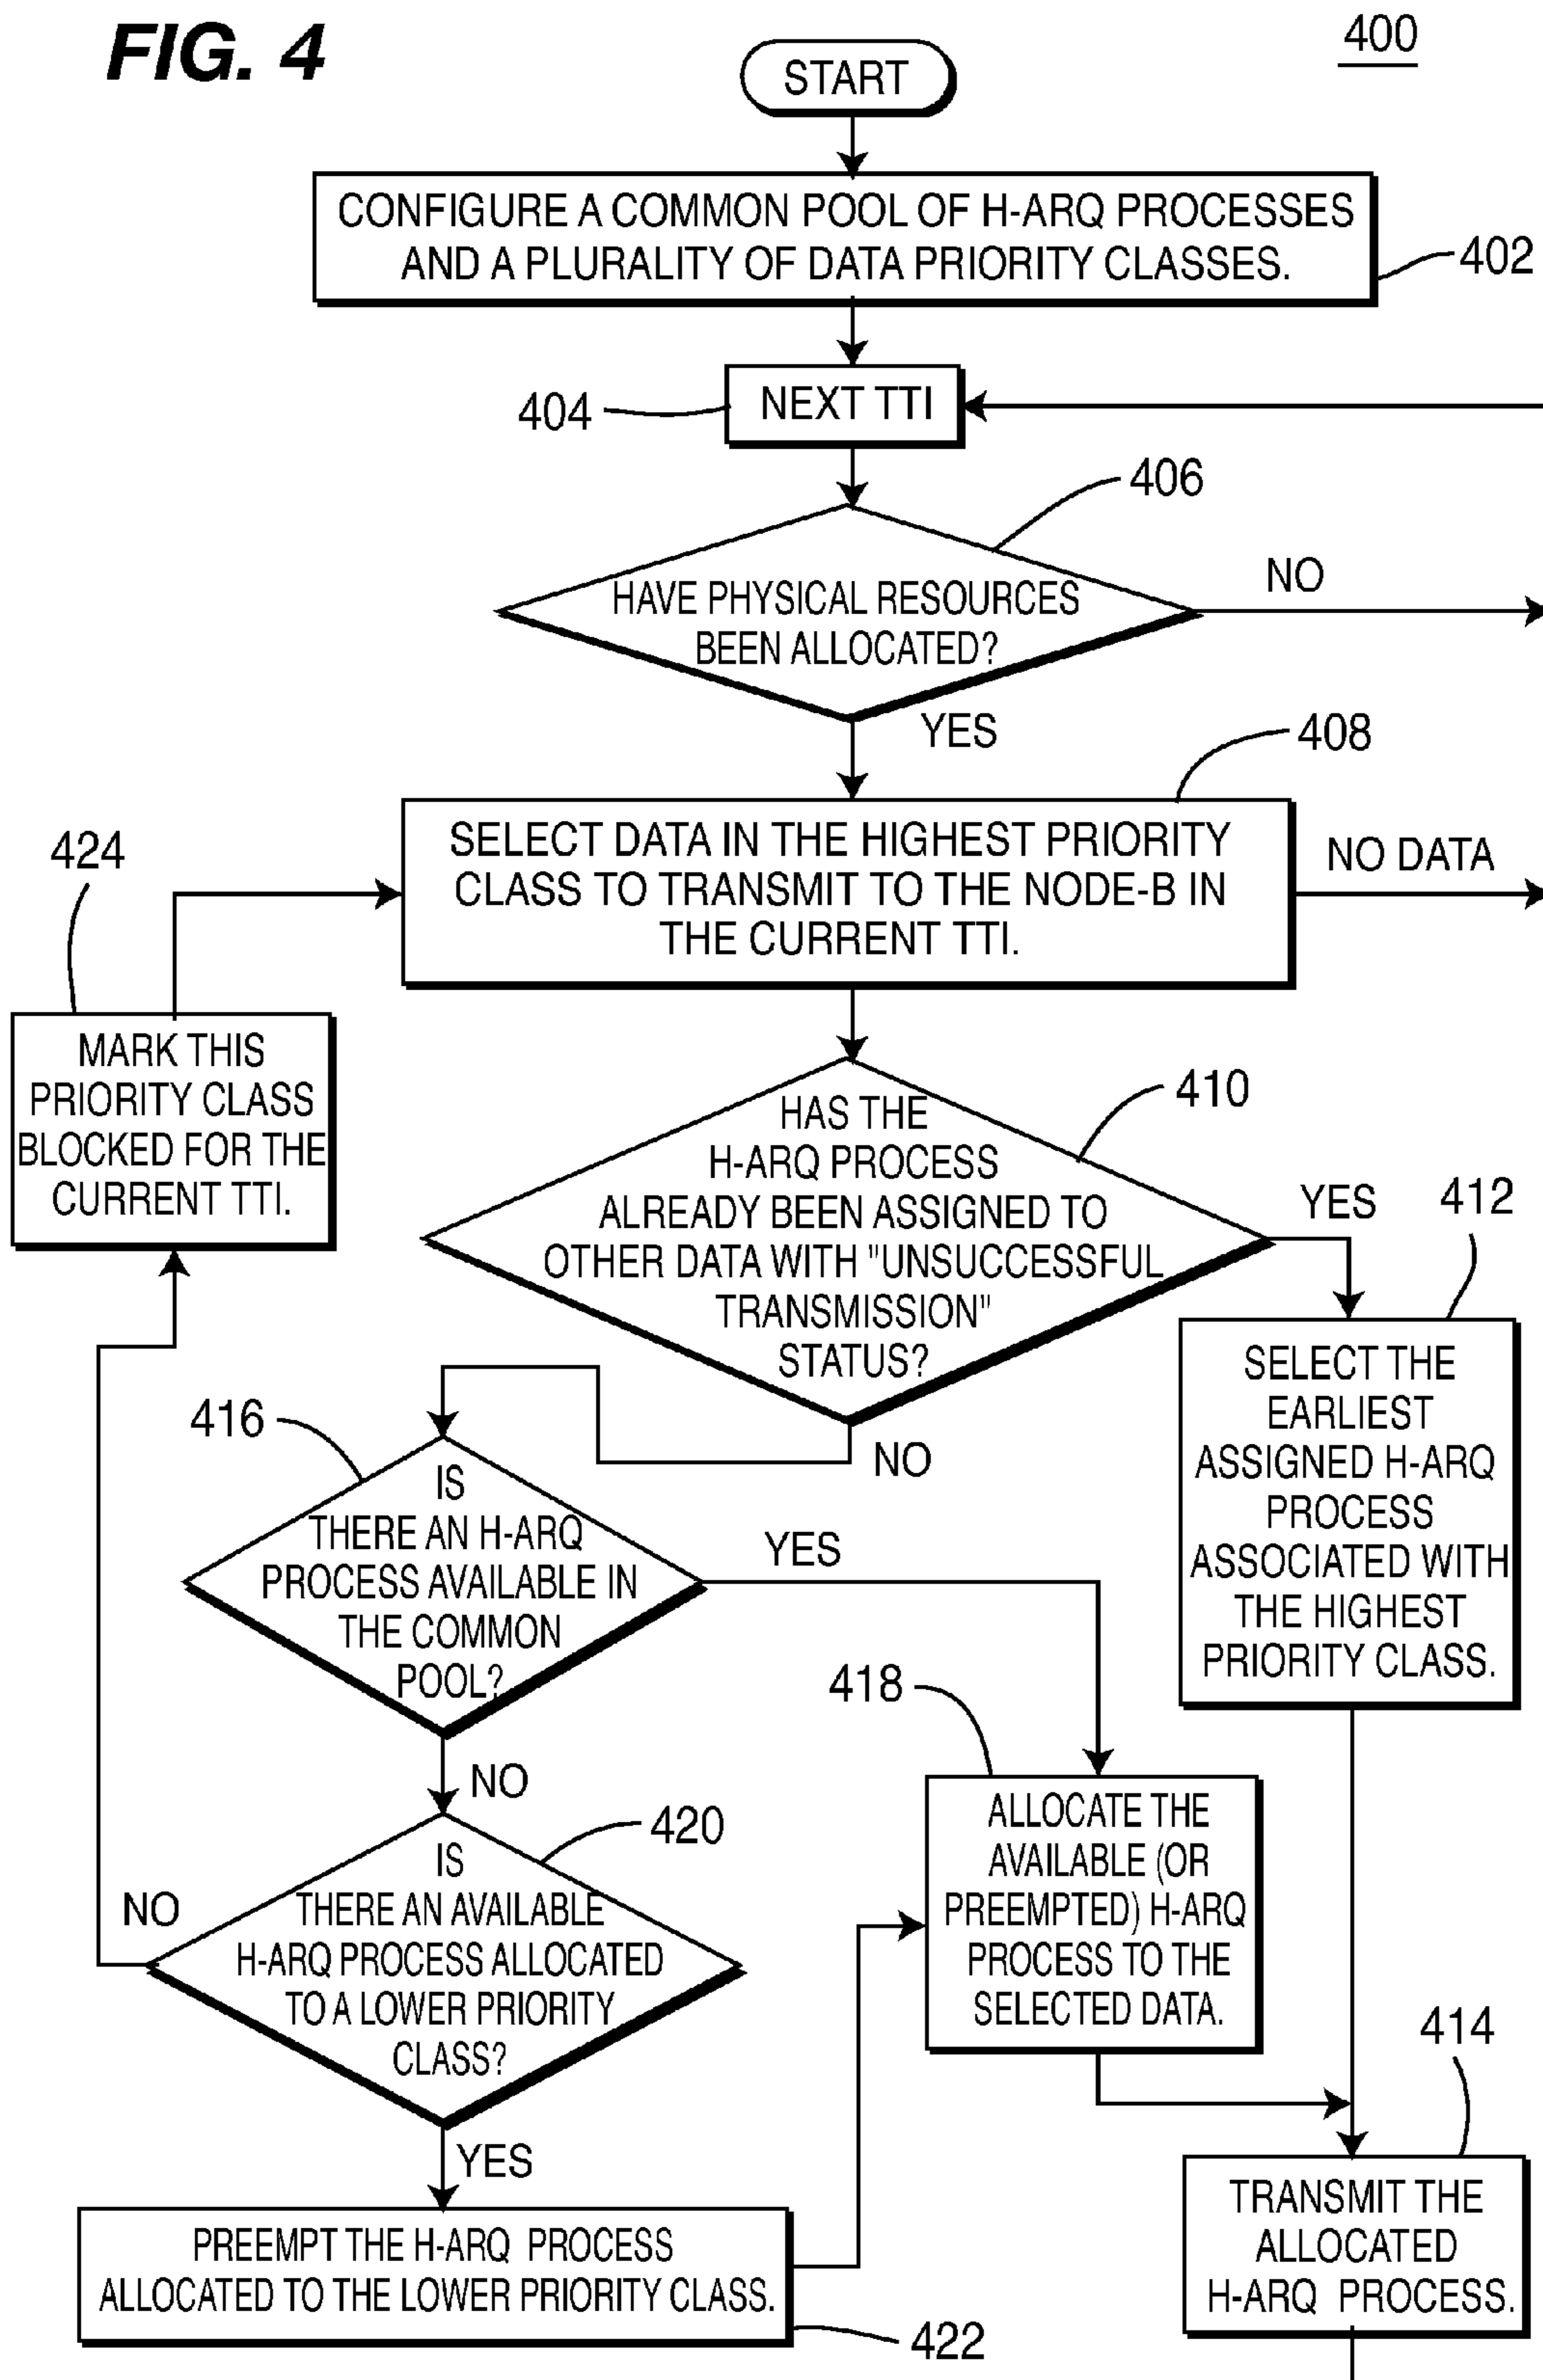 FIG. 4
400
START
CONFIGURE A COMMON POOL OF H-ARQ PROCESSES
AND A PLURALITY OF DATA PRIORITY CLASSES.
402
404
NEXT TTI
406
HAVE PHYSICAL RESOURCES
BEEN ALLOCATED?
NO
YES
408
SELECT DATA IN THE HIGHEST PRIORITY
CLASS TO TRANSMIT TO THE NODE-B IN
THE CURRENT TTI.
NO DATA
424
MARK THIS
PRIORITY CLASS
BLOCKED FOR THE
CURRENT TTI.
410
HAS THE
H-ARQ PROCESS
ALREADY BEEN ASSIGNED TO
OTHER DATA WITH "UNSUCCESSFUL
TRANSMISSION"
STATUS?
YES
412
SELECT THE
EARLIEST
ASSIGNED H-ARQ
PROCESS
ASSOCIATED WITH
THE HIGHEST
PRIORITY CLASS.
NO
416
IS
THERE AN H-ARQ
PROCESS AVAILABLE IN
THE COMMON
POOL?
YES
NO
418
ALLOCATE THE
AVAILABLE (OR
PREEMPTED) H-ARQ
PROCESS TO THE
SELECTED DATA.
420
IS
THERE AN AVAILABLE
H-ARQ PROCESS ALLOCATED
TO A LOWER PRIORITY
CLASS?
NO
YES
414
TRANSMIT THE
ALLOCATED
H-ARQ PROCESS.
PREEMPT THE H-ARQ PROCESS
ALLOCATED TO THE LOWER PRIORITY CLASS.
422